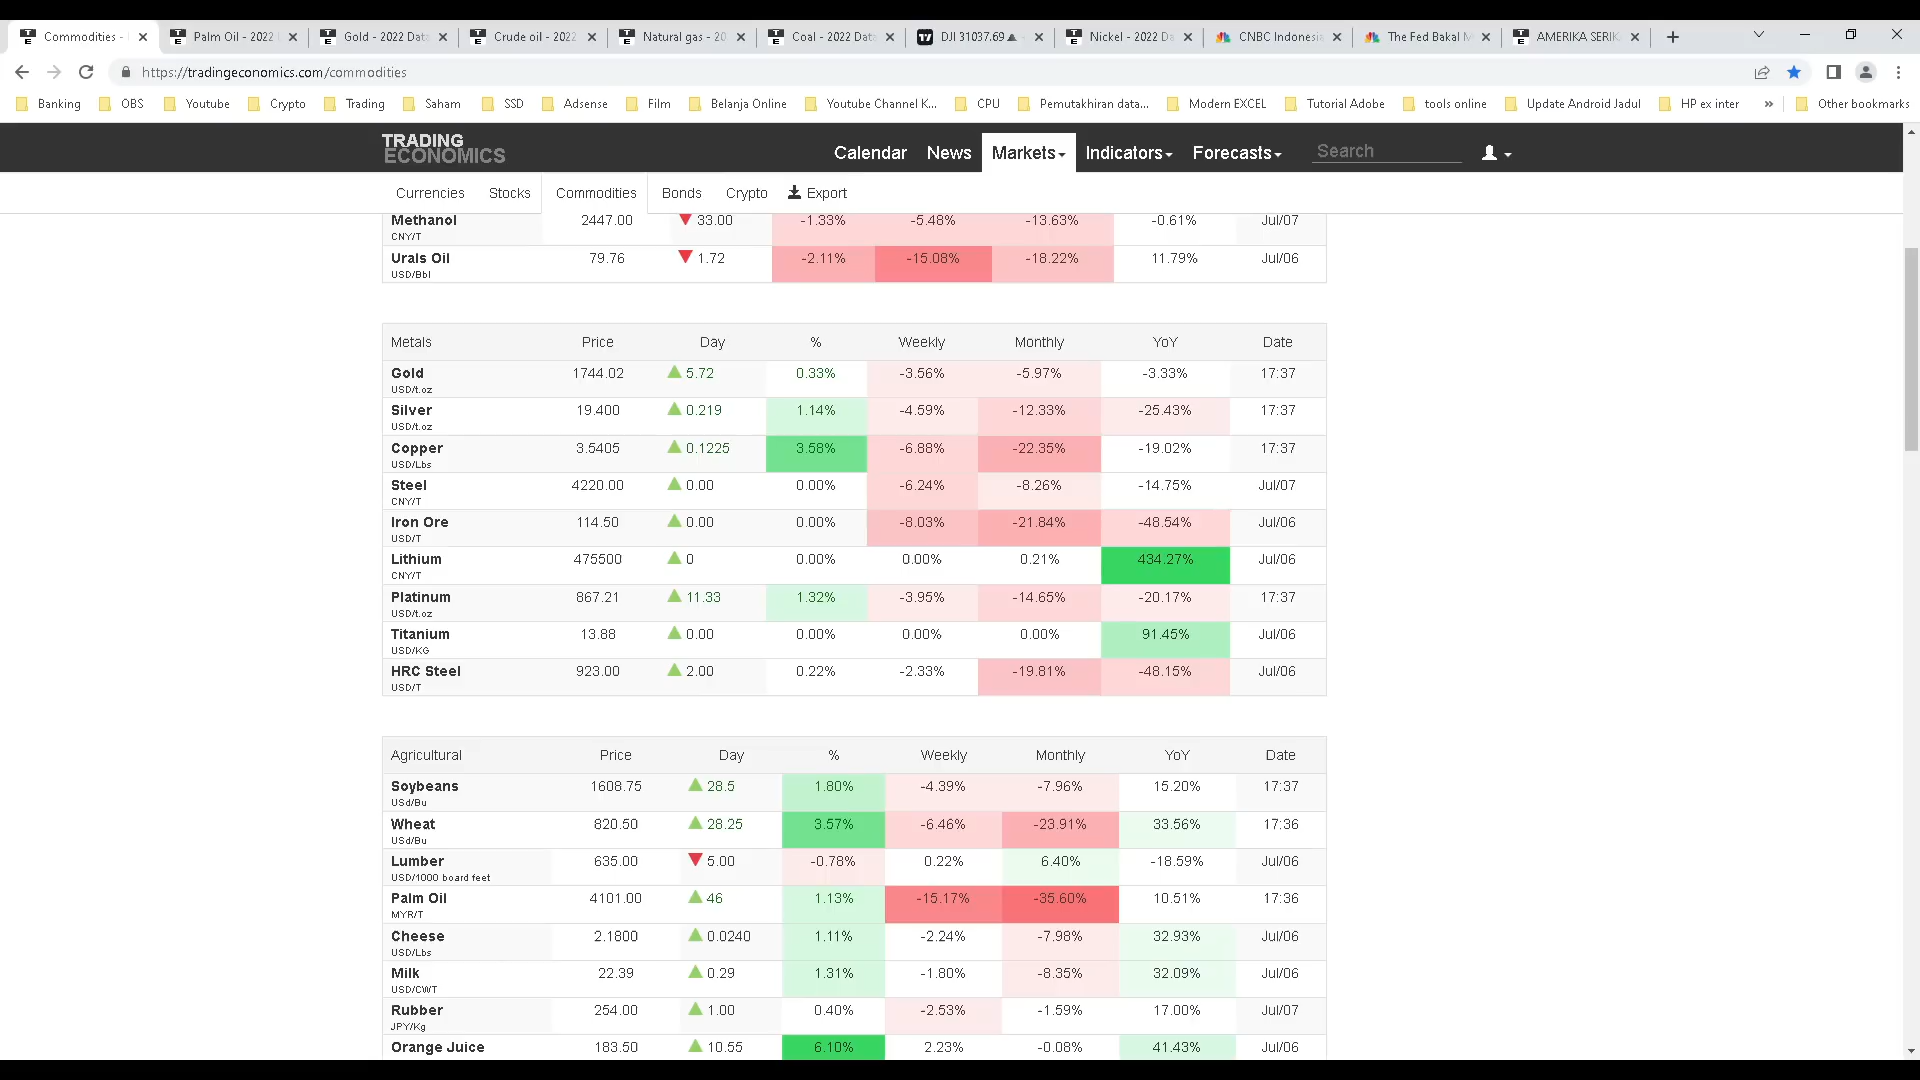 Commodities -
Palm Oil - 2022
Gold - 2022 Dat
Crude oil - 2022
Natural gas - 20
Coal - 2022 Dat
DJI 31037.69 ▲
Nickel - 2022 Da
CNBC Indonesia
The Fed Bakal
AMERIKA SERIK
https://tradingeconomics.com/commodities
Banking OBS Youtube Crypto Trading Saham SSD Adsense Film Belanja Online Youtube Channel K... CPU Pemutakhiran data... Modern EXCEL Tutorial Adobe tools online Update Android Jadul HP ex inter » Other bookmarks
TRADING
ECONOMICS
Calendar News Markets Indicators Forecasts Search
Currencies Stocks Commodities Bonds Crypto Export
Methanol 2447.00 ▼ 33.00 -1.33% -5.48% -13.63% -0.61% Jul/07
CNY/T
Urals Oil 79.76 ▼ 1.72 -2.11% -15.08% -18.22% 11.79% Jul/06
USD/Bbl
Metals Price Day % Weekly Monthly YoY Date
Gold 1744.02 ▲ 5.72 0.33% -3.56% -5.97% -3.33% 17:37
USD/t.oz
Silver 19.400 ▲ 0.219 1.14% -4.59% -12.33% -25.43% 17:37
USD/t.oz
Copper 3.5405 ▲ 0.1225 3.58% -6.88% -22.35% -19.02% 17:37
USD/Lbs
Steel 4220.00 ▲ 0.00 0.00% -6.24% -8.26% -14.75% Jul/07
CNY/T
Iron Ore 114.50 ▲ 0.00 0.00% -8.03% -21.84% -48.54% Jul/06
USD/T
Lithium 475500 ▲ 0 0.00% 0.00% 0.21% 434.27% Jul/06
CNY/T
Platinum 867.21 ▲ 11.33 1.32% -3.95% -14.65% -20.17% 17:37
USD/t.oz
Titanium 13.88 ▲ 0.00 0.00% 0.00% 0.00% 91.45% Jul/06
USD/KG
HRC Steel 923.00 ▲ 2.00 0.22% -2.33% -19.81% -48.15% Jul/06
USD/T
Agricultural Price Day % Weekly Monthly YoY Date
Soybeans 1608.75 ▲ 28.5 1.80% -4.39% -7.96% 15.20% 17:37
USd/Bu
Wheat 820.50 ▲ 28.25 3.57% -6.46% -23.91% 33.56% 17:36
USd/Bu
Lumber 635.00 ▼ 5.00 -0.78% 0.22% 6.40% -18.59% Jul/06
USD/1000 board feet
Palm Oil 4101.00 ▲ 46 1.13% -15.17% -35.60% 10.51% 17:36
MYR/T
Cheese 2.1800 ▲ 0.0240 1.11% -2.24% -7.98% 32.93% Jul/06
USD/Lbs
Milk 22.39 ▲ 0.29 1.31% -1.80% -8.35% 32.09% Jul/06
USD/CWT
Rubber 254.00 ▲ 1.00 0.40% -2.53% -1.59% 17.00% Jul/07
JPY/Kg
Orange Juice 183.50 ▲ 10.55 6.10% 2.23% -0.08% 41.43% Jul/06